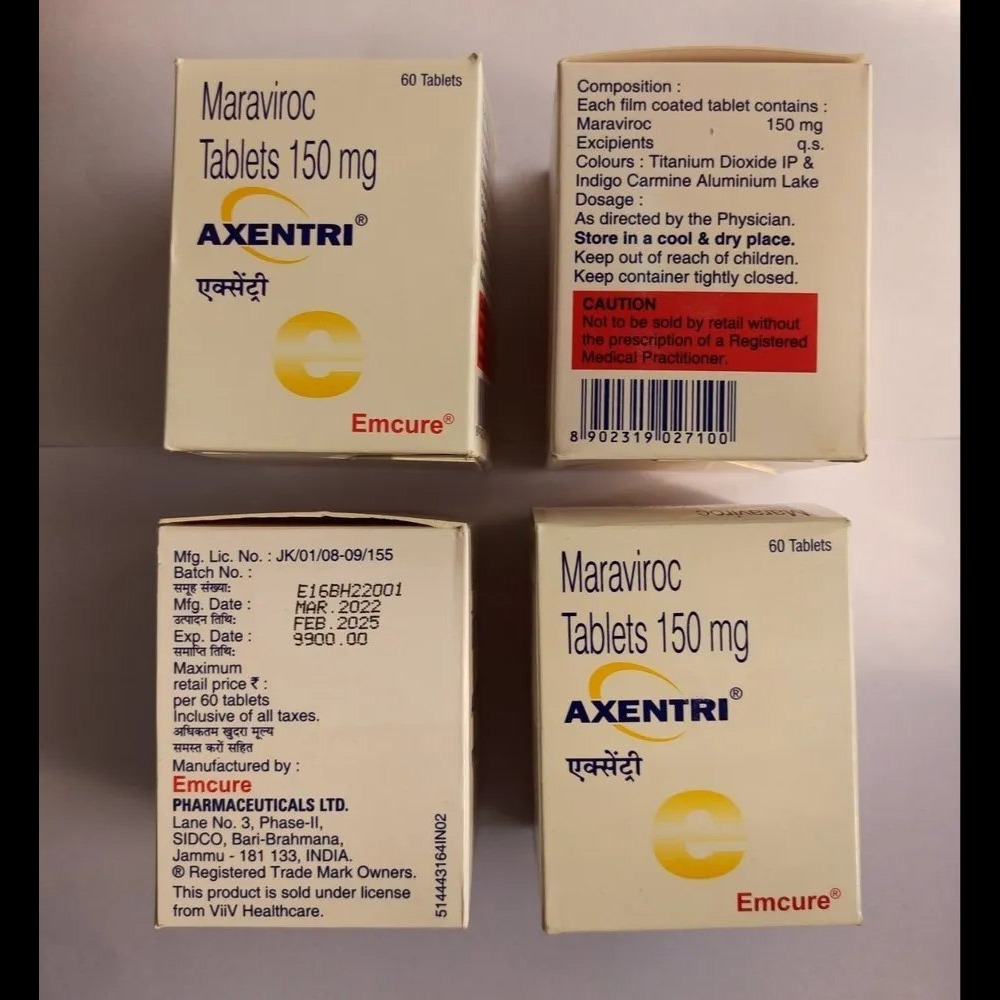 60 Tablets
Maraviroc
Tablets 150 mg
AXENTRI®
एक्सेंट्री
e
Emcure®
Composition :
Each film coated tablet contains :
Maraviroc 150 mg
Excipients q.s.
Colours : Titanium Dioxide IP &
Indigo Carmine Aluminium Lake
Dosage :
As directed by the Physician.
Store in a cool & dry place.
Keep out of reach of children.
Keep container tightly closed.
CAUTION
Not to be sold by retail without
the prescription of a Registered
Medical Practitioner.
8 902319 027100
Mfg. Lic. No. : JK/01/08-09/155
Batch No. :
समूह संख्या: E16BH22001
Mfg. Date : MAR.2022
उत्पादन तिथि: FEB.2025
Exp. Date : 9900.00
समाप्ति तिथि:
Maximum
retail price ₹ :
per 60 tablets
Inclusive of all taxes.
अधिकतम खुदरा मूल्य
समस्त करों सहित
Manufactured by :
Emcure
PHARMACEUTICALS LTD.
Lane No. 3, Phase-II,
SIDCO, Bari-Brahmana,
Jammu - 181 133, INDIA.
® Registered Trade Mark Owners.
This product is sold under license
from ViiV Healthcare.
514443164IN02
Maraviroc
60 Tablets
Maraviroc
Tablets 150 mg
AXENTRI®
एक्सेंट्री
e
Emcure®